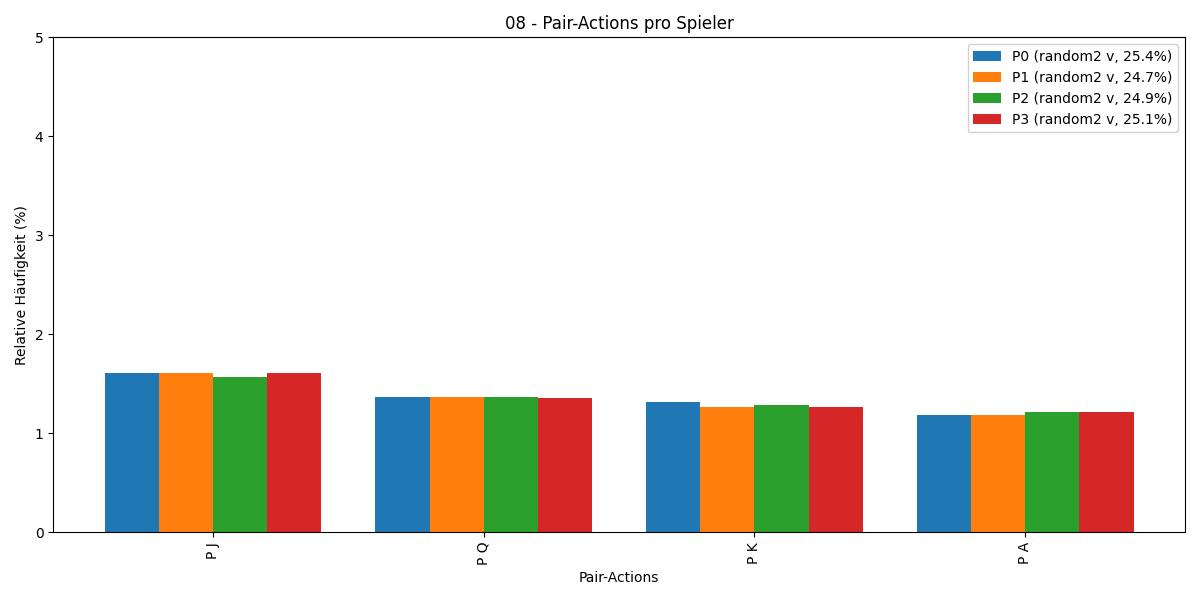 08 - Pair-Actions pro Spieler
P0 (random2 v, 25.4%)
P1 (random2 v, 24.7%)
P2 (random2 v, 24.9%)
P3 (random2 v, 25.1%)
Relative Häufigkeit (%)
5
4
3
2
1
0
P J
P Q
P K
P A
Pair-Actions